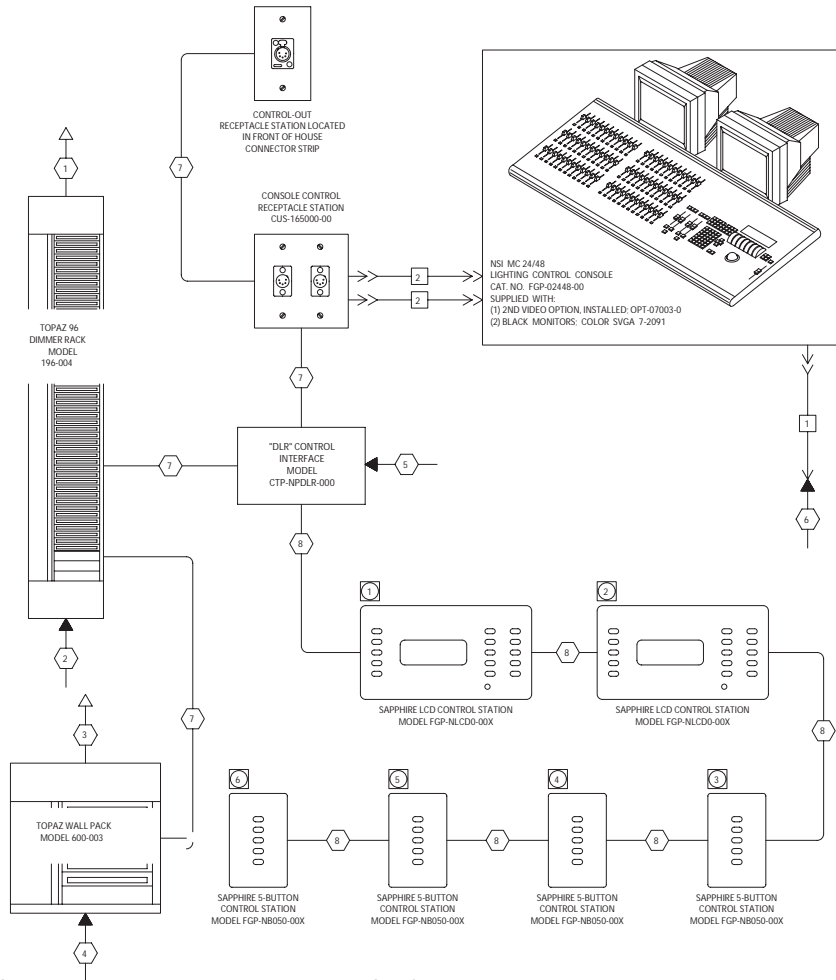 CONTROL-OUT
RECEPTACLE STATION LOCATED
IN FRONT OF HOUSE
CONNECTOR STRIP
7
1
CONSOLE CONTROL
RECEPTACLE STATION
CUS-165000-00
2
2
NSI MC 24/48
LIGHTING CONTROL CONSOLE
CAT. NO. FGP-02448-00
SUPPLIED WITH:
(1) 2ND VIDEO OPTION, INSTALLED; OPT-07003-0
(2) BLACK MONITORS; COLOR SVGA 7-2091
TOPAZ 96
DIMMER RACK
MODEL
196-004
7
1
"DLR" CONTROL
INTERFACE
MODEL
CTP-NPDLR-000
7
5
6
8
1
2
8
8
SAPPHIRE LCD CONTROL STATION
MODEL FGP-NLCD0-00X
SAPPHIRE LCD CONTROL STATION
MODEL FGP-NLCD0-00X
2
7
3
8
TOPAZ WALL PACK
MODEL 600-003
6
5
4
3
8
8
8
SAPPHIRE 5-BUTTON
CONTROL STATION
MODEL FGP-NB050-00X
SAPPHIRE 5-BUTTON
CONTROL STATION
MODEL FGP-NB050-00X
SAPPHIRE 5-BUTTON
CONTROL STATION
MODEL FGP-NB050-00X
SAPPHIRE 5-BUTTON
CONTROL STATION
MODEL FGP-NB050-00X
4